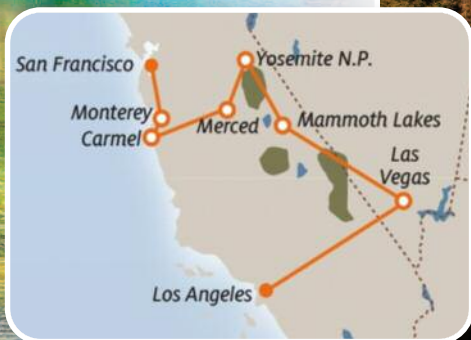 San Francisco
Yosemite N.P.
Monterey
Merced
Mammoth Lakes
Carmel
Las
Vegas
Los Angeles